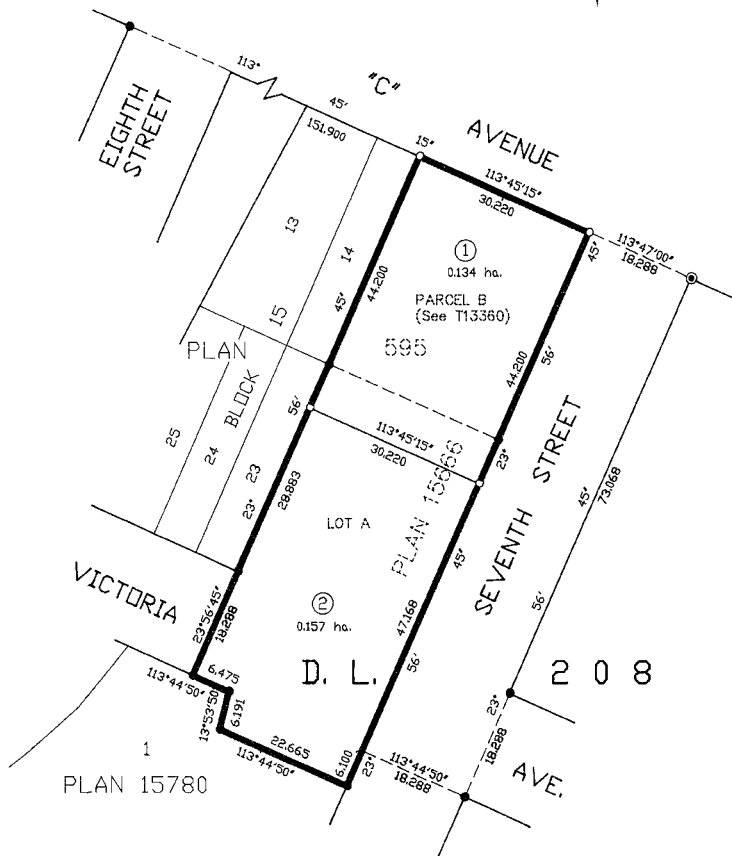 113°
"C"
45'
151.900
15"
AVENUE
113°45'15"
30.220
EIGHTH
STREET
113°47'00"
18.288
45"
13
14
15
1
0.134 ha.
PARCEL B
(See T13360)
45"
44.200
44.200
56'
PLAN
595
BLOCK
56'
113°45'15"
30.220
23°
25
24
23
23°
28.883
LOT A
PLAN 15666
45"
SEVENTH STREET
45"
73.068
VICTORIA
23°56'45"
18.288
2
0.157 ha.
47.168
56'
56'
6.475
113°44'50"
D. L. 208
23°
13°53'50"
6.191
22.665
113°44'50"
6.100
23°
113°44'50"
18.288
18.288
1
PLAN 15780
AVE.